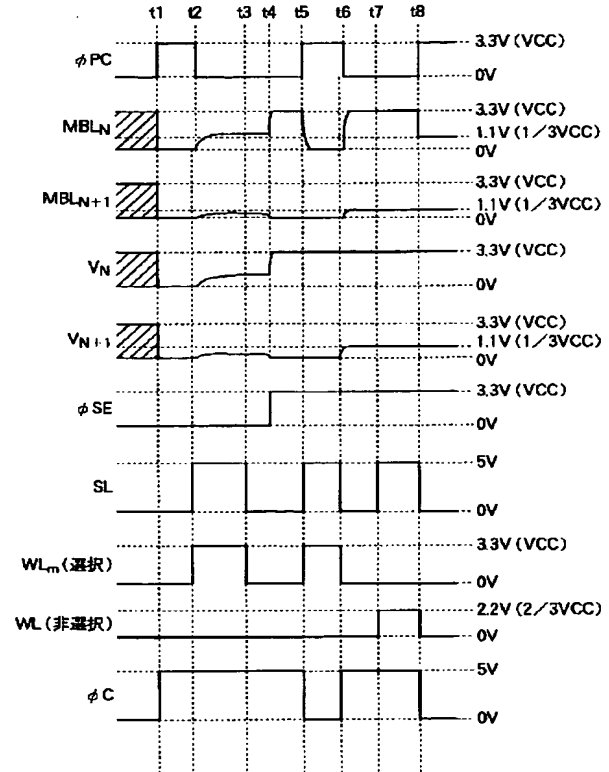 t1 t2 t3 t4 t5 t6 t7 t8
φPC 3.3V (VCC)
0V
MBLN 3.3V (VCC)
1.1V (1/3VCC)
0V
MBLN+1 3.3V (VCC)
1.1V (1/3VCC)
0V
VN 3.3V (VCC)
0V
VN+1 3.3V (VCC)
1.1V (1/3VCC)
0V
φSE 3.3V (VCC)
0V
SL 5V
0V
WLm (選択) 3.3V (VCC)
0V
WL (非選択) 2.2V (2/3VCC)
0V
φC 5V
0V